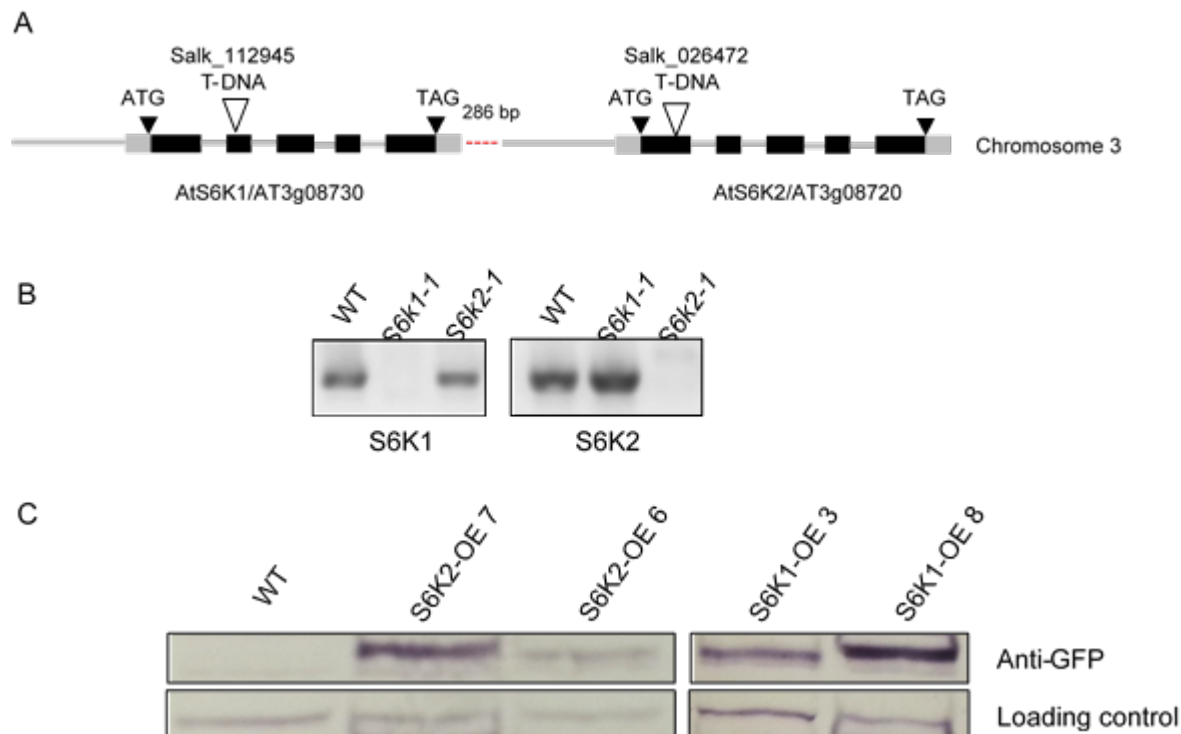 A
Salk_112945
T-DNA
Salk_026472
T-DNA
ATG
TAG
286 bp
ATG
TAG
Chromosome 3
AtS6K1/AT3g08730
AtS6K2/AT3g08720
B
WT
S6k1-1
S6k2-1
WT
S6k1-1
S6k2-1
S6K1
S6K2
C
WT
S6K2-OE 7
S6K2-OE 6
S6K1-OE 3
S6K1-OE 8
Anti-GFP
Loading control